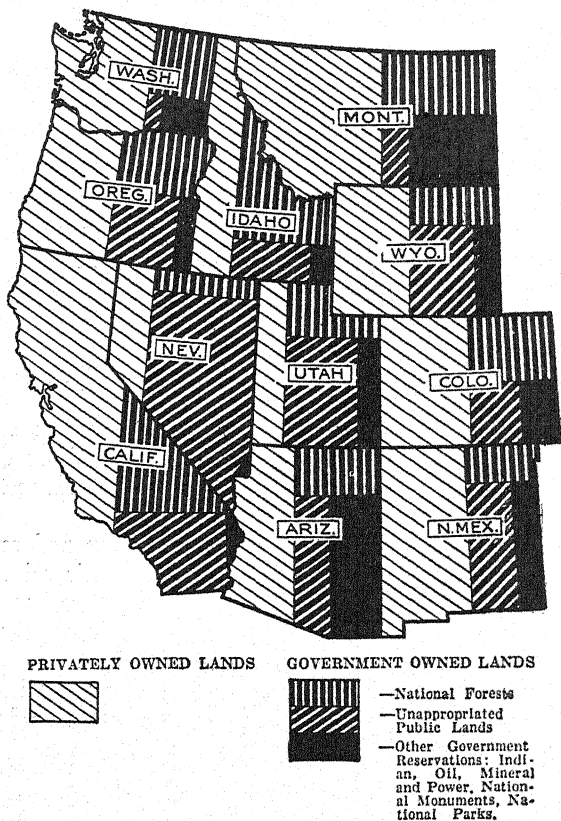 WASH.
MONT.
OREG.
IDAHO
WYO.
NEV.
UTAH
COLO.
CALIF.
ARIZ.
N.MEX.
PRIVATELY OWNED LANDS
GOVERNMENT OWNED LANDS
—National Forests
—Unappropriated
Public Lands
—Other Government
Reservations: Indi-
an, Oil, Mineral
and Power, Nation-
al Monuments, Na-
tional Parks.